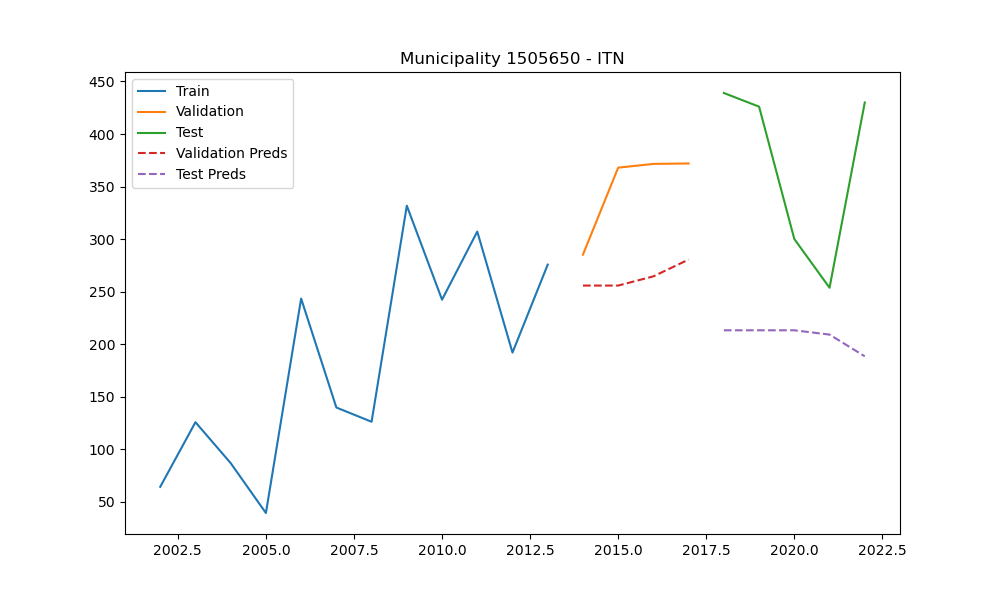 Municipality 1505650 - ITN
Train
Validation
Test
Validation Preds
Test Preds
450
400
350
300
250
200
150
100
50
2002.5 2005.0 2007.5 2010.0 2012.5 2015.0 2017.5 2020.0 2022.5